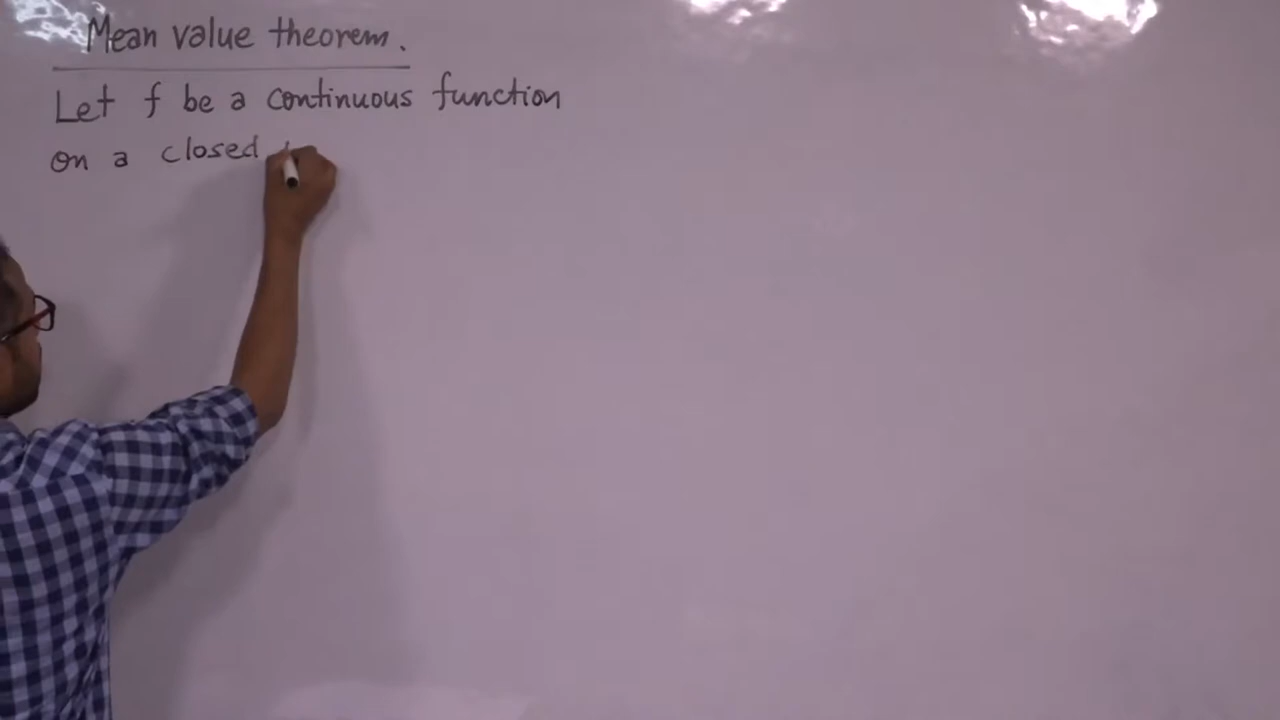 Mean value theorem.
Let f be a continuous function
on a closed